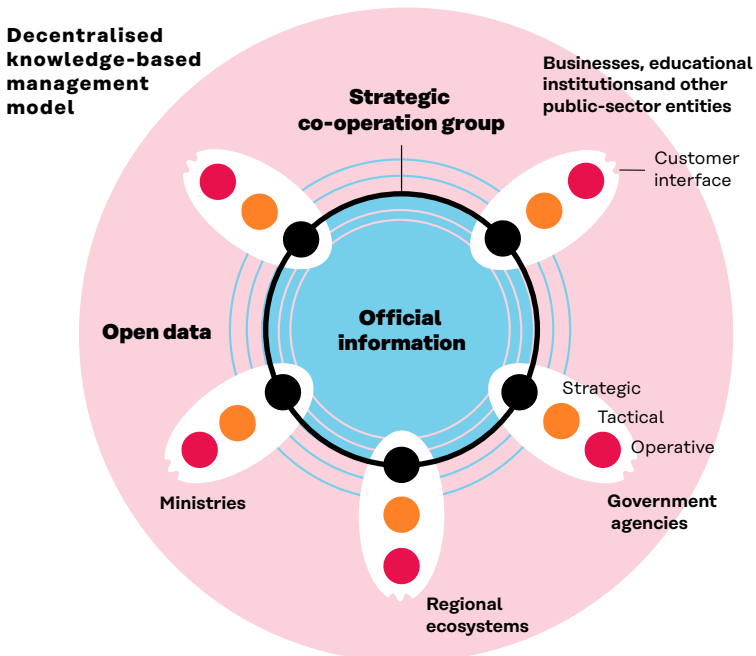 Decentralised
knowledge-based
management
model
Businesses, educational
institutionsand other
public-sector entities
Strategic
co-operation group
Customer
interface
Open data
Official
information
Strategic
Tactical
Operative
Ministries
Government
agencies
Regional
ecosystems